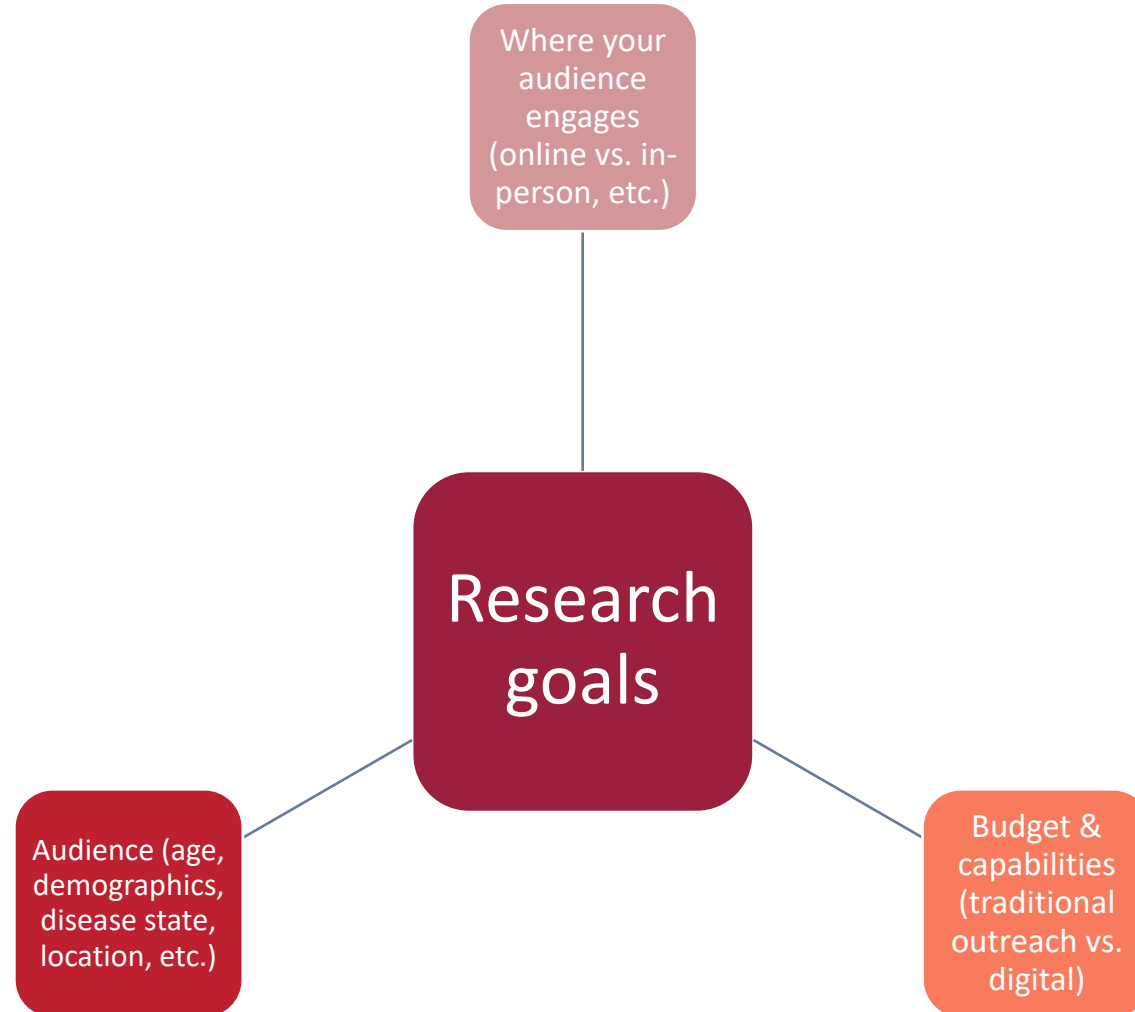 Where your
audience
engages
(online vs. in-
person, etc.)
Research
goals
Audience (age,
demographics,
disease state,
location, etc.)
Budget &
capabilities
(traditional
outreach vs.
digital)